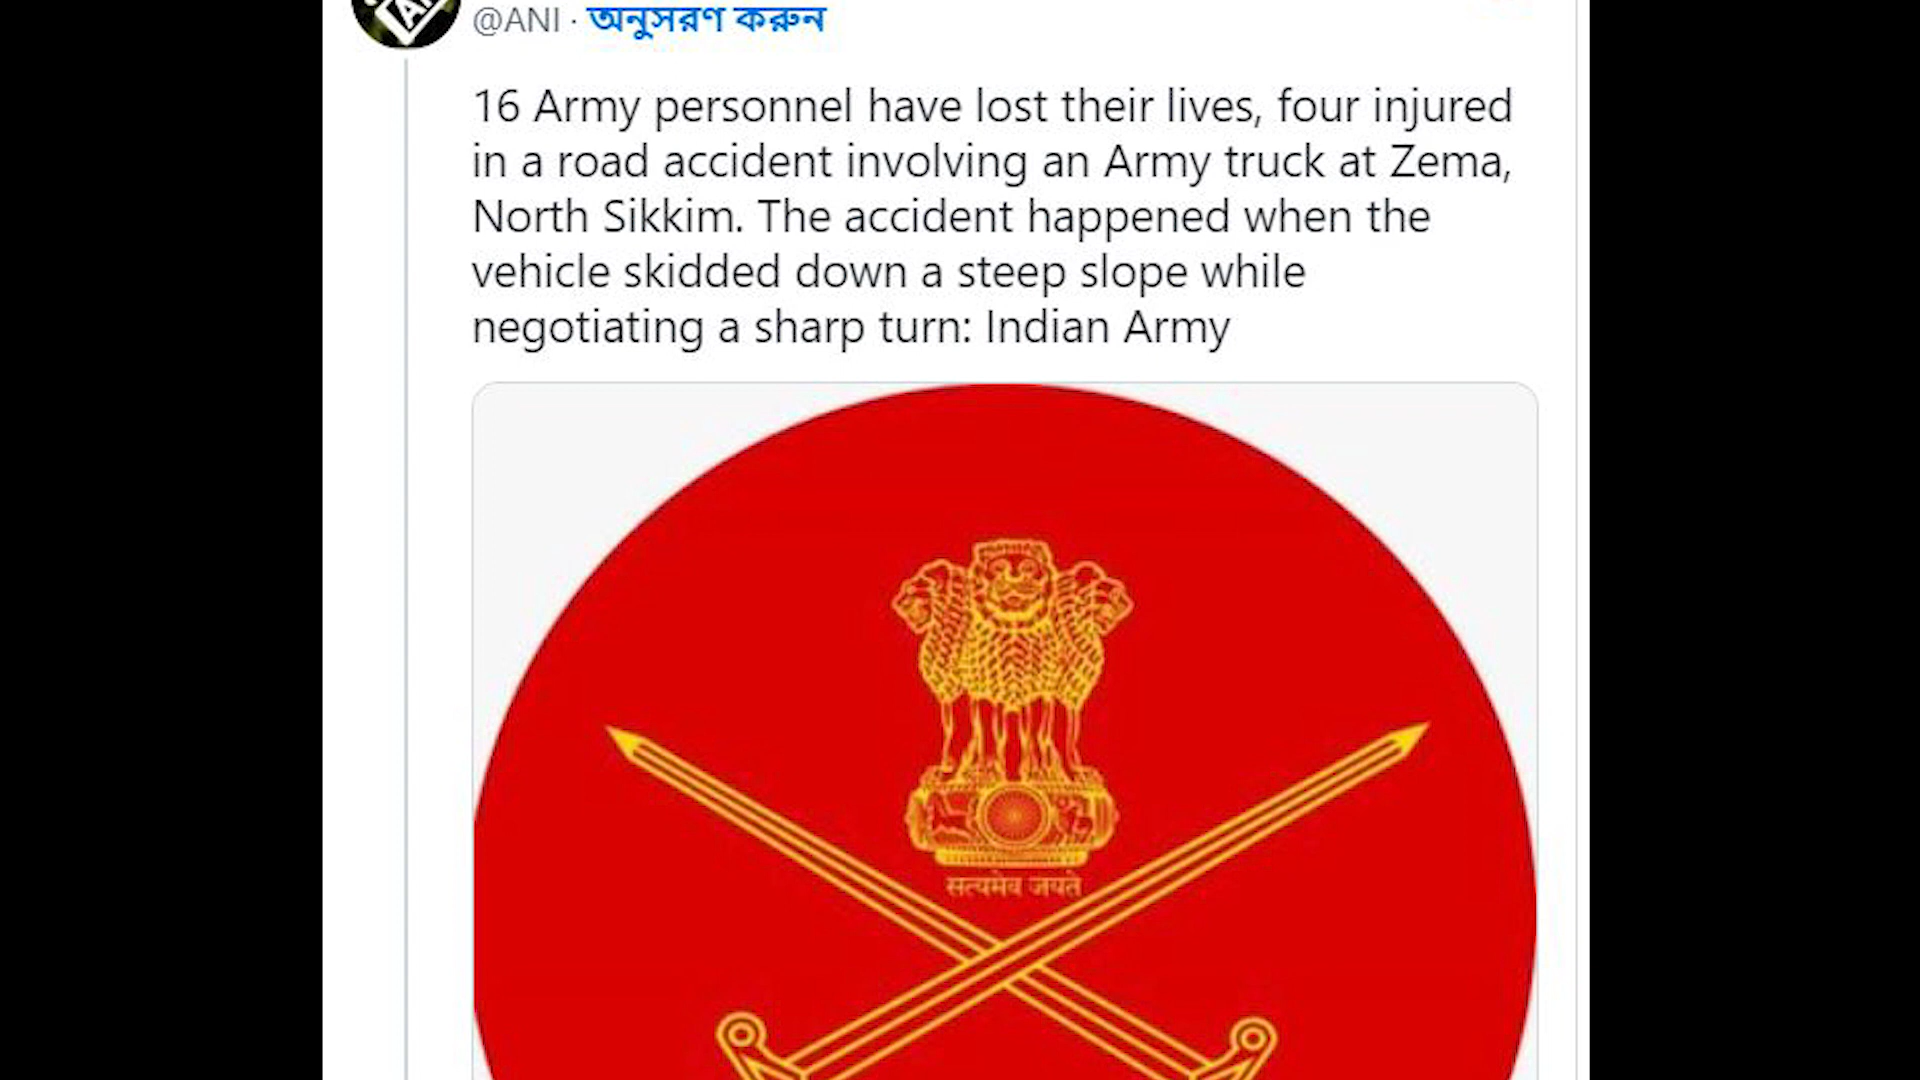 @ANI · অনুসরণ করুন
16 Army personnel have lost their lives, four injured
in a road accident involving an Army truck at Zema,
North Sikkim. The accident happened when the
vehicle skidded down a steep slope while
negotiating a sharp turn: Indian Army
सत्यमेव जयते